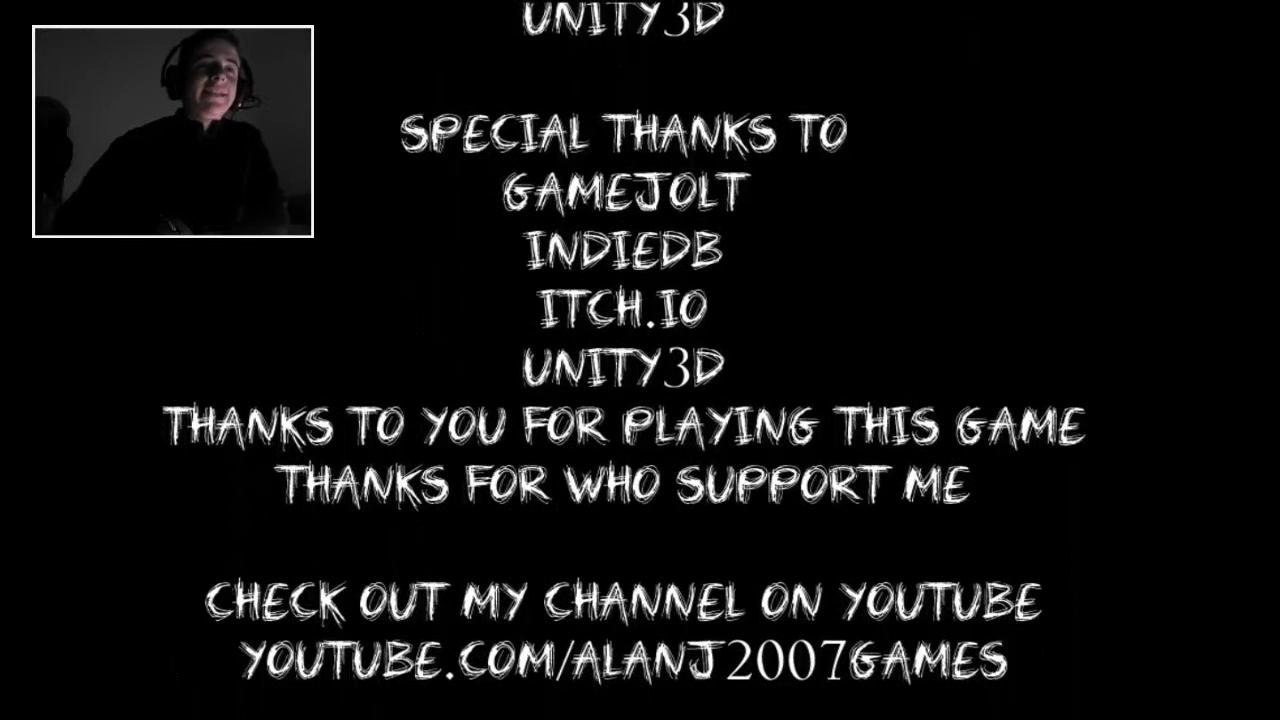 UNITY3D
SPECIAL THANKS TO
GAMEJOLT
INDIEDB
ITCH.IO
UNITY3D
THANKS TO YOU FOR PLAYING THIS GAME
THANKS FOR WHO SUPPORT ME
CHECK OUT MY CHANNEL ON YOUTUBE
YOUTUBE.COM/ALANJ2007GAMES